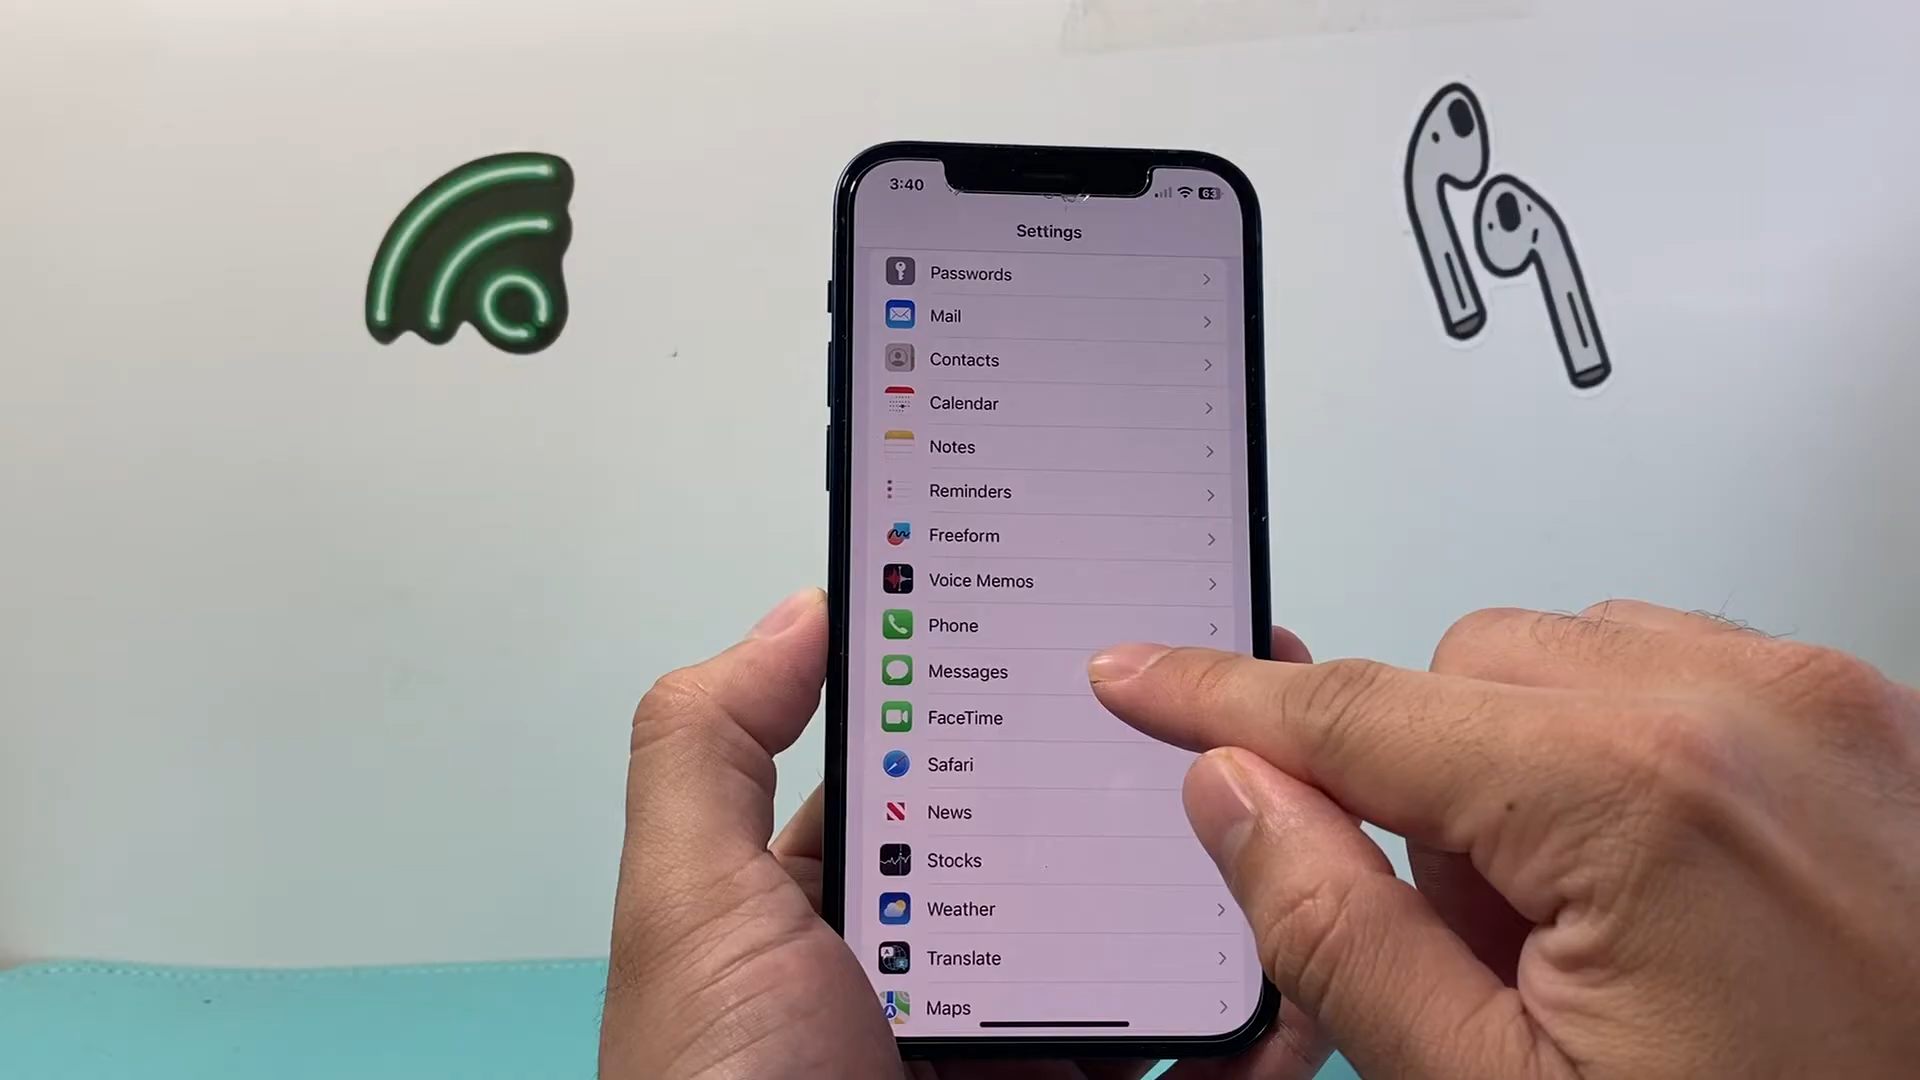 3:40
63
Settings
Passwords
Mail
Contacts
Calendar
Notes
Reminders
Freeform
Voice Memos
Phone
Messages
FaceTime
Safari
News
Stocks
Weather
Translate
Maps